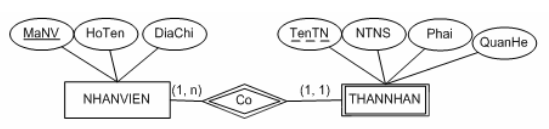 MaNV HoTen DiaChi TenTN NTNS Phai QuanHe
NHANVIEN (1, n) Co (1, 1) THANNHAN